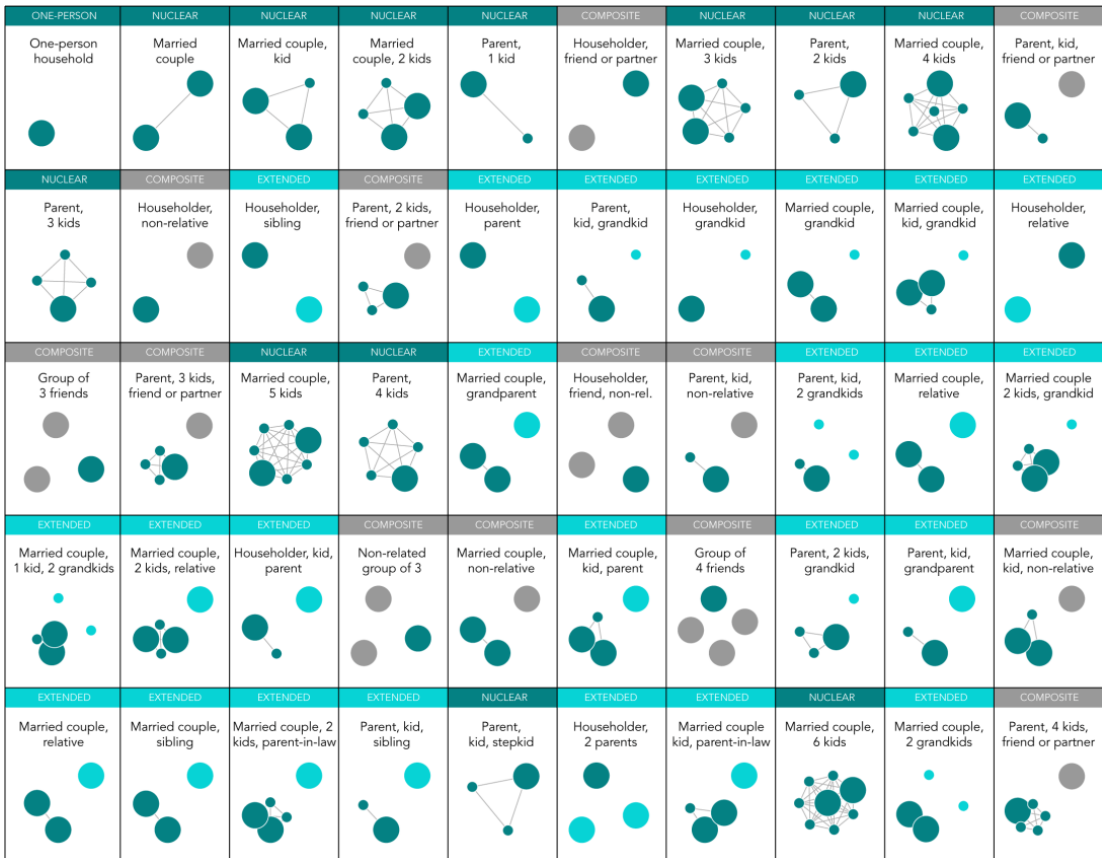 ONE-PERSON
NUCLEAR
NUCLEAR
NUCLEAR
NUCLEAR
COMPOSITE
NUCLEAR
NUCLEAR
NUCLEAR
COMPOSITE
One-person
household
Married
couple
Married couple,
kid
Married
couple, 2 kids
Parent,
1 kid
Householder,
friend or partner
Married couple,
3 kids
Parent,
2 kids
Married couple,
4 kids
Parent, kid,
friend or partner
NUCLEAR
COMPOSITE
EXTENDED
COMPOSITE
EXTENDED
EXTENDED
EXTENDED
EXTENDED
EXTENDED
EXTENDED
Parent,
3 kids
Householder,
non-relative
Householder,
sibling
Parent, 2 kids,
friend or partner
Householder,
parent
Parent,
kid, grandkid
Householder,
grandkid
Married couple,
grandkid
Married couple,
kid, grandkid
Householder,
relative
COMPOSITE
COMPOSITE
NUCLEAR
NUCLEAR
EXTENDED
COMPOSITE
COMPOSITE
EXTENDED
EXTENDED
EXTENDED
Group of
3 friends
Parent, 3 kids,
friend or partner
Married couple,
5 kids
Parent,
4 kids
Married couple,
grandparent
Householder,
friend, non-rel.
Parent, kid,
non-relative
Parent, kid,
2 grandkids
Married couple,
relative
Married couple
2 kids, grandkid
EXTENDED
EXTENDED
EXTENDED
COMPOSITE
COMPOSITE
EXTENDED
COMPOSITE
EXTENDED
EXTENDED
COMPOSITE
Married couple,
1 kid, 2 grandkids
Married couple,
2 kids, relative
Householder, kid,
parent
Non-related
group of 3
Married couple,
non-relative
Married couple,
kid, parent
Group of
4 friends
Parent, 2 kids,
grandkid
Parent, kid,
grandparent
Married couple,
kid, non-relative
EXTENDED
EXTENDED
EXTENDED
EXTENDED
NUCLEAR
EXTENDED
EXTENDED
NUCLEAR
EXTENDED
COMPOSITE
Married couple,
relative
Married couple,
sibling
Married couple, 2
kids, parent-in-law
Parent, kid,
sibling
Parent,
kid, stepkid
Householder,
2 parents
Married couple
kid, parent-in-law
Married couple,
6 kids
Married couple,
2 grandkids
Parent, 4 kids,
friend or partner